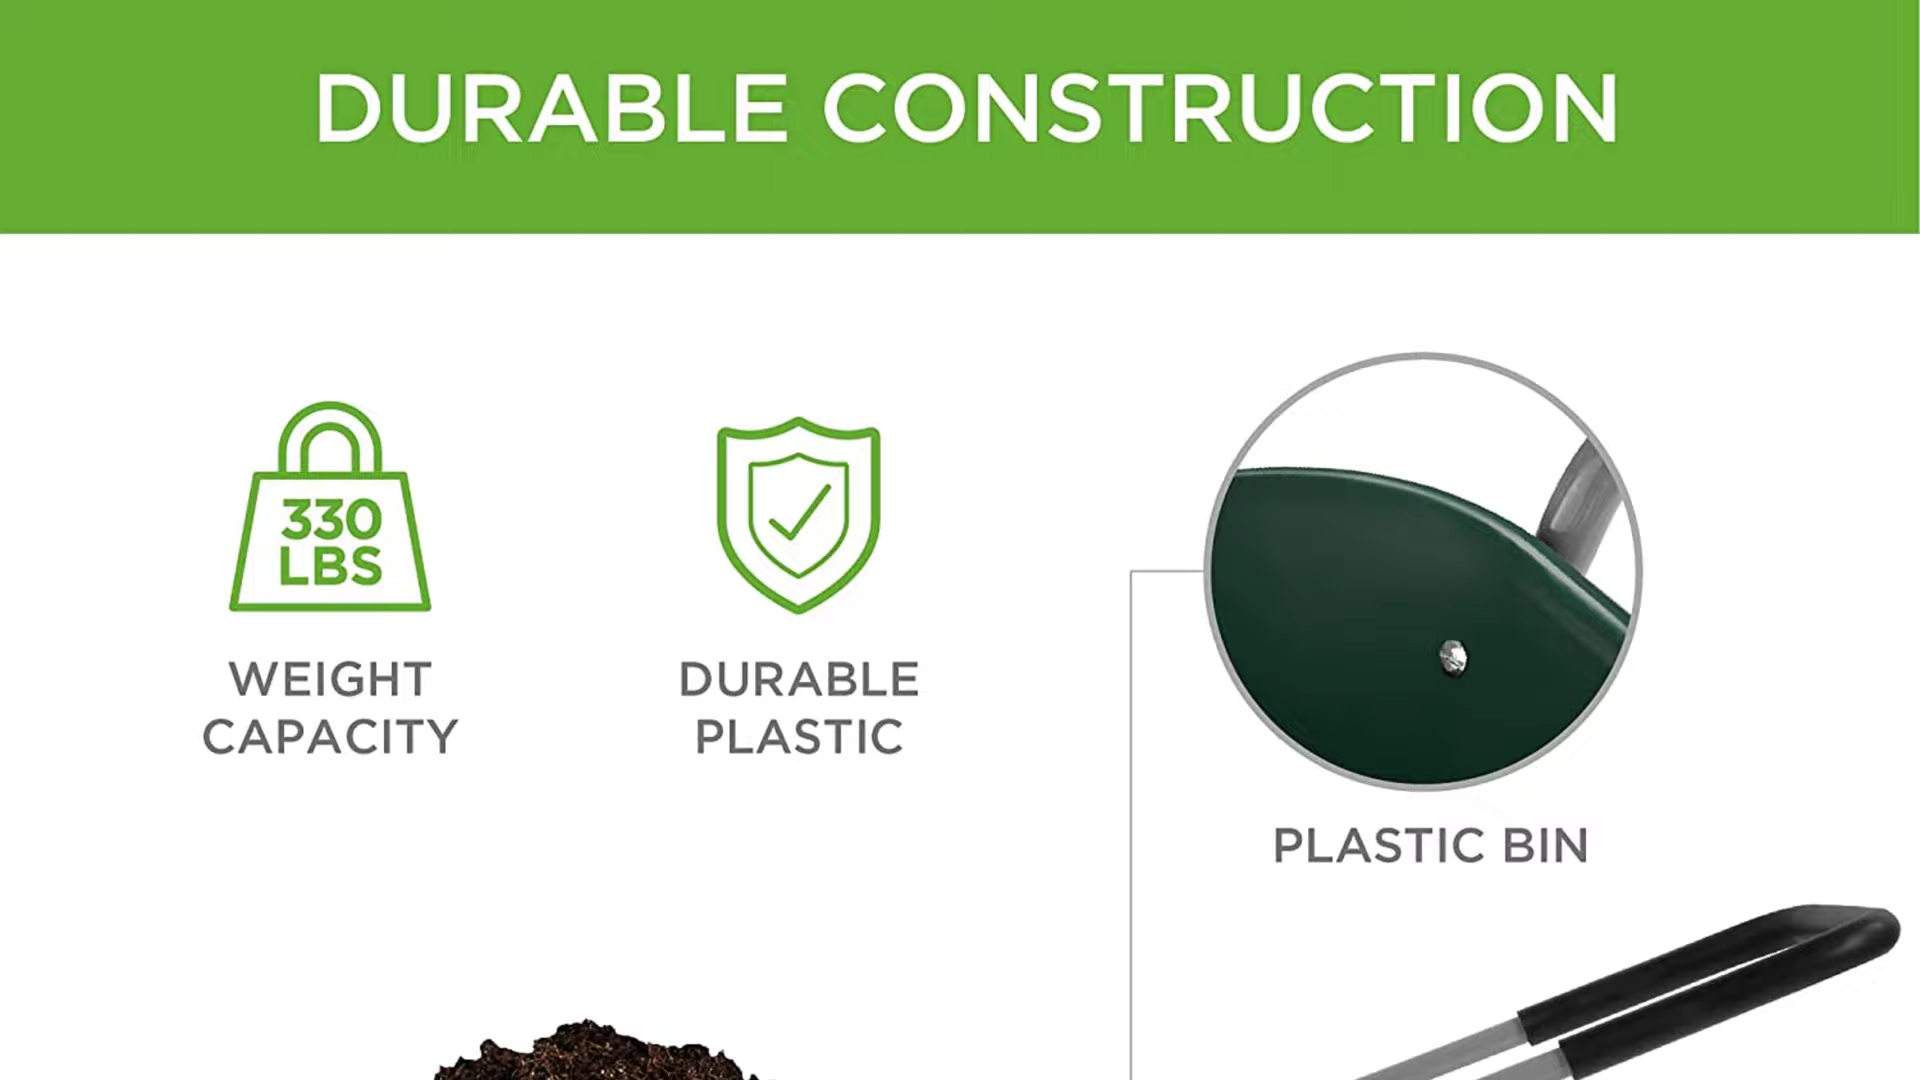 DURABLE CONSTRUCTION
330
LBS
WEIGHT
CAPACITY
DURABLE
PLASTIC
PLASTIC BIN